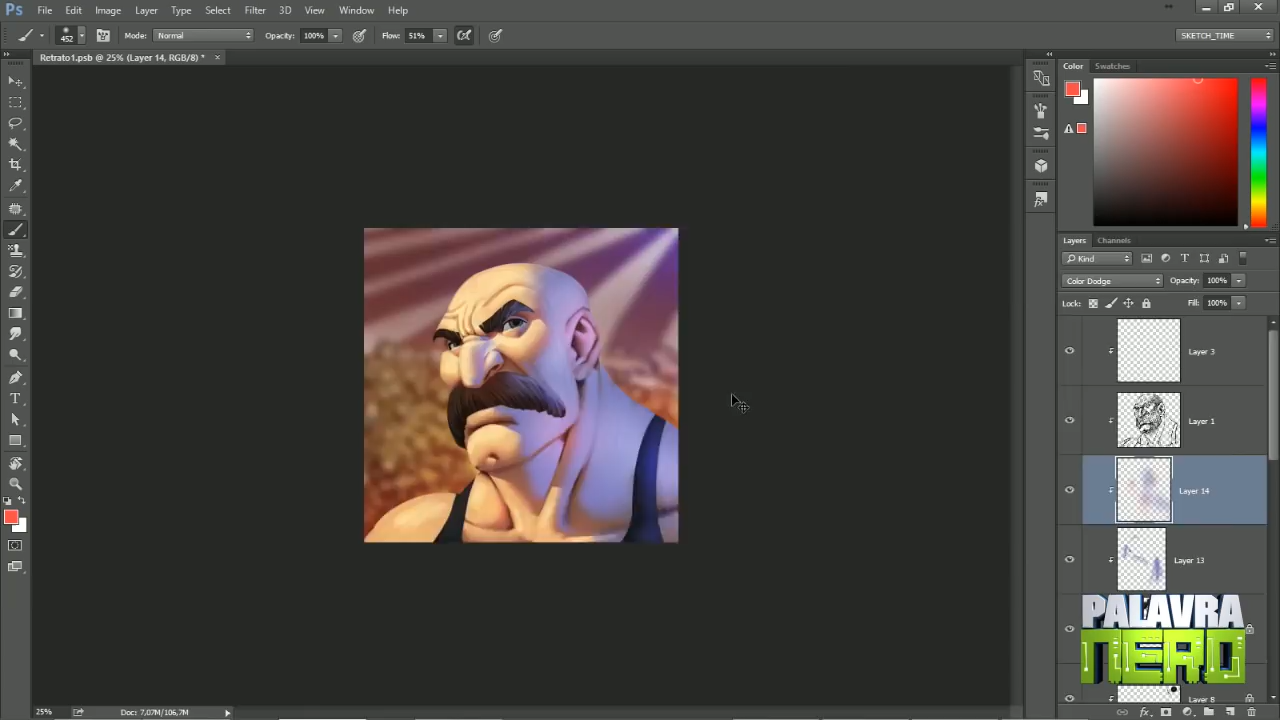 Ps File Edit Image Layer Type Select Filter 3D View Window Help
452 Mode: Normal Opacity: 100% Flow: 51% SKETCH_TIME
Retrato1.psb @ 25% (Layer 14, RGB/8) *
Color Swatches
Layers Channels
Kind
Color Dodge Opacity: 100%
Lock: Fill: 100%
Layer 3
Layer 1
Layer 14
Layer 13
PALAVRA
NERD
Layer 8
25% Doc: 7,07M/106,7M